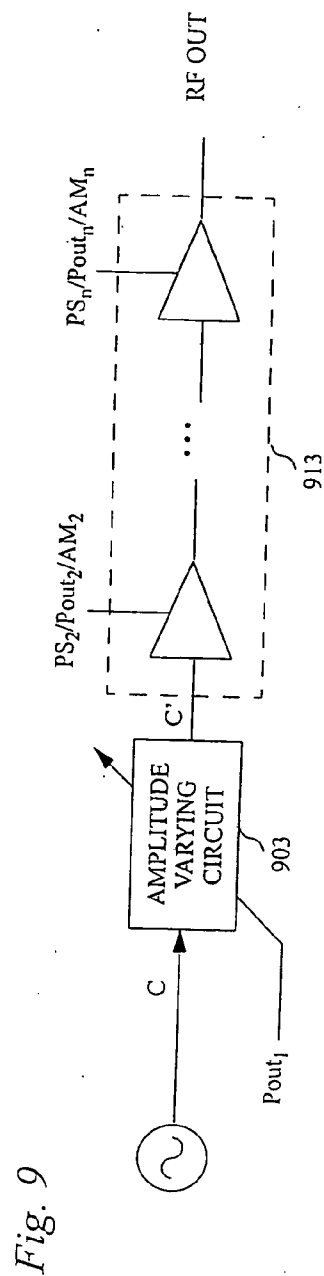 Fig. 9
C
AMPLITUDE
VARYING
CIRCUIT
903
Pout1
C'
PS2/Pout2/AM2
...
PSn/Poutn/AMn
913
RF OUT